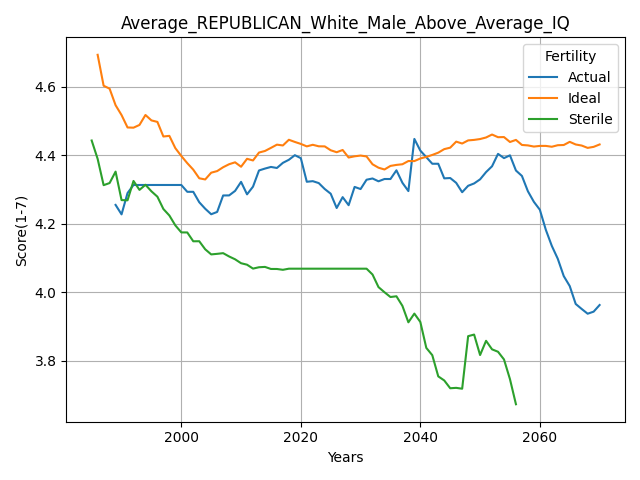 Average_REPUBLICAN_White_Male_Above_Average_IQ
Fertility
Actual
Ideal
Sterile
Score(1-7)
4.6
4.4
4.2
4.0
3.8
2000
2020
2040
2060
Years